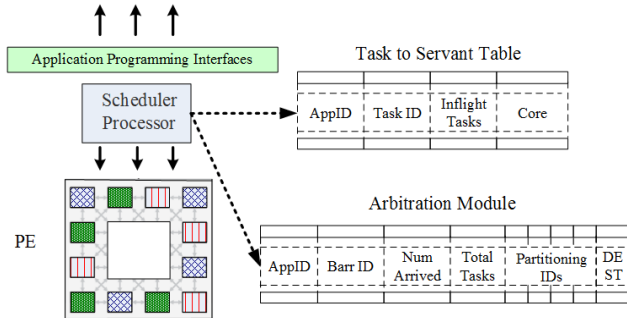 Application Programming Interfaces
Task to Servant Table
Scheduler
Processor
AppID
Task ID
Inflight
Tasks
Core
PE
Arbitration Module
AppID
Barr ID
Num
Arrived
Total
Tasks
Partitioning
IDs
DE
ST